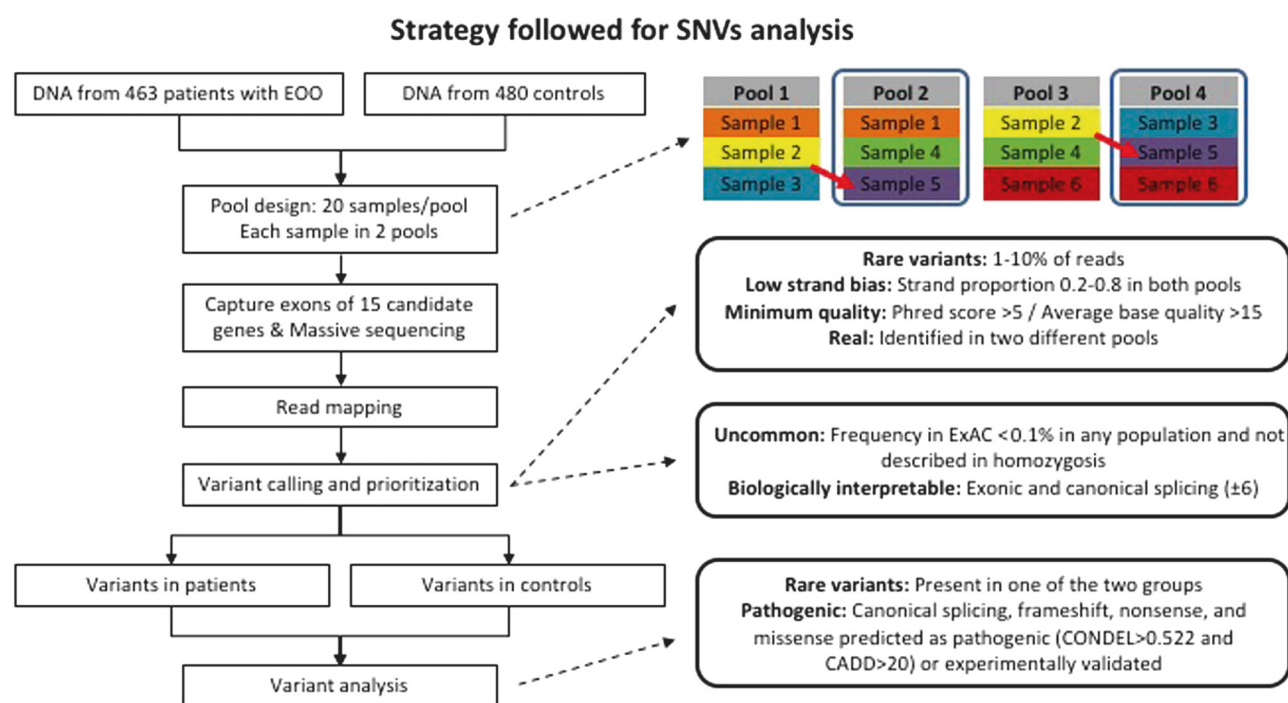 Strategy followed for SNVs analysis
DNA from 463 patients with EOO
DNA from 480 controls
Pool design: 20 samples/pool
Each sample in 2 pools
Capture exons of 15 candidate
genes & Massive sequencing
Read mapping
Variant calling and prioritization
Variants in patients
Variants in controls
Variant analysis
Pool 1
Sample 1
Sample 2
Sample 3
Pool 2
Sample 1
Sample 4
Sample 5
Pool 3
Sample 2
Sample 4
Sample 6
Pool 4
Sample 3
Sample 5
Sample 6
Rare variants: 1-10% of reads
Low strand bias: Strand proportion 0.2-0.8 in both pools
Minimum quality: Phred score >5 / Average base quality >15
Real: Identified in two different pools
Uncommon: Frequency in ExAC <0.1% in any population and not
described in homozygosis
Biologically interpretable: Exonic and canonical splicing (±6)
Rare variants: Present in one of the two groups
Pathogenic: Canonical splicing, frameshift, nonsense, and
missense predicted as pathogenic (CONDEL>0.522 and
CADD>20) or experimentally validated